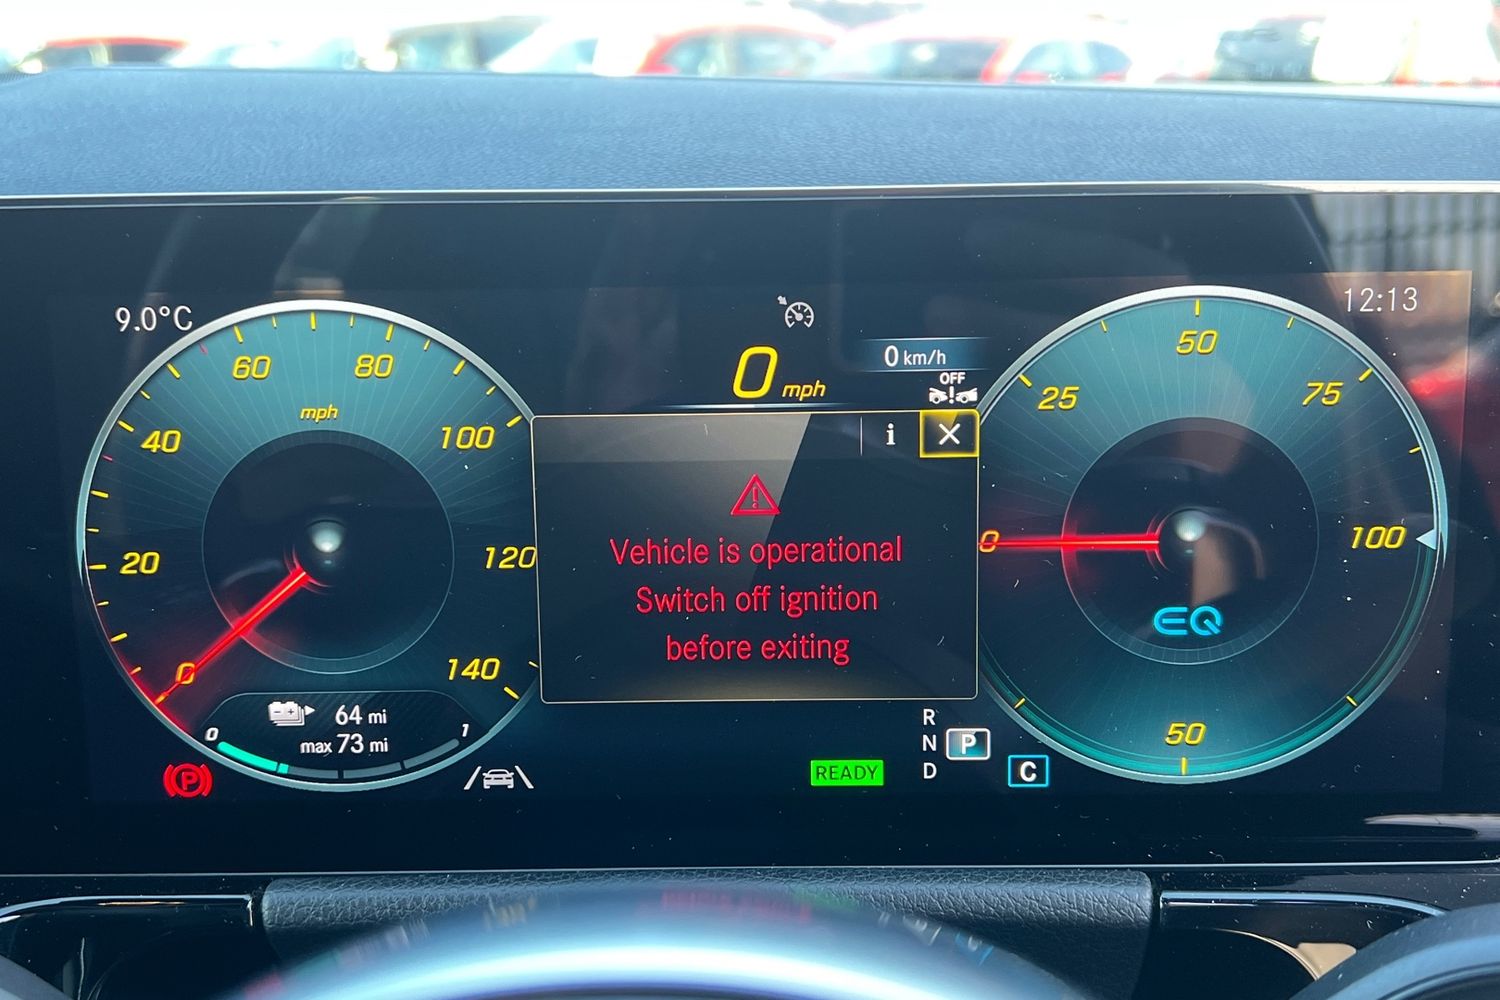 9.0°C
12:13
0 mph
0 km/h
OFF
i
Vehicle is operational
Switch off ignition
before exiting
mph
0
20
40
60
80
100
120
140
64 mi
max 73 mi
0
1
P
READY
R
N
P
D
C
0
25
50
75
100
50
EQ